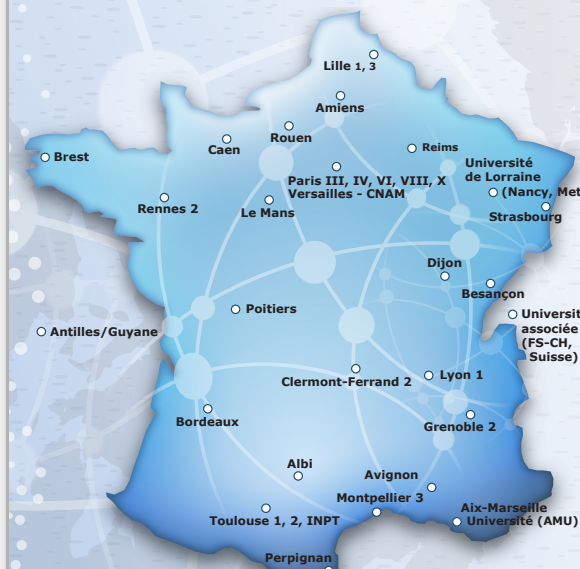 Lille 1, 3
Amiens
Rouen
Caen
Reims
Brest
Université
de Lorraine
(Nancy, Met
Paris III, IV, VI, VIII, X
Versailles - CNAM
Rennes 2
Le Mans
Strasbourg
Dijon
Besançon
Poitiers
Universit
associée
(FS-CH,
Suisse)
Antilles/Guyane
Clermont-Ferrand 2
Lyon 1
Bordeaux
Grenoble 2
Albi
Avignon
Montpellier 3
Toulouse 1, 2, INPT
Aix-Marseille
Université (AMU)
Perpignan